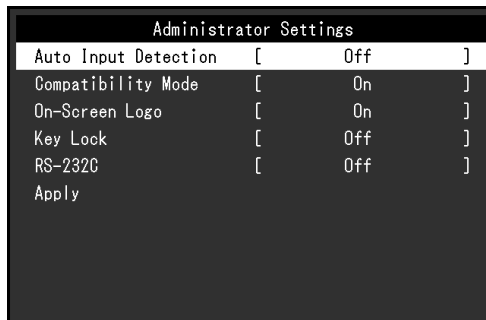 Administrator Settings
Auto Input Detection [ Off ]
Compatibility Mode [ On ]
On-Screen Logo [ On ]
Key Lock [ Off ]
RS-232C [ Off ]
Apply